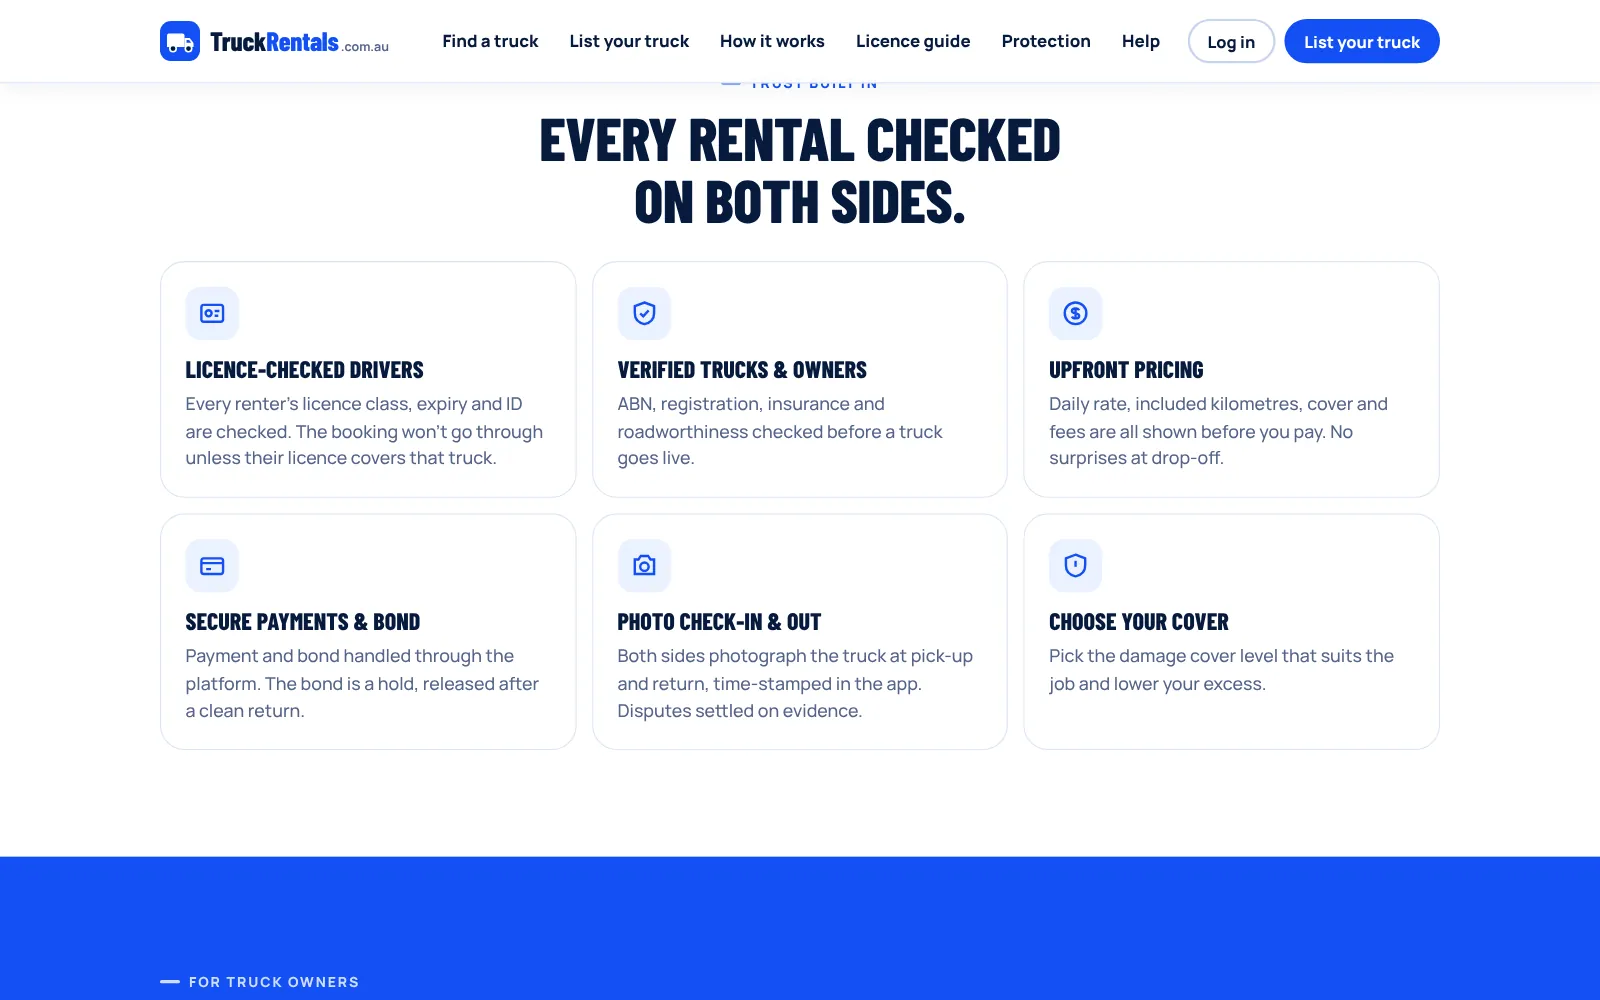 TruckRentals.com.au
Find a truck
List your truck
How it works
Licence guide
Protection
Help
Log in
List your truck
TRUST BUILT IN
EVERY RENTAL CHECKED
ON BOTH SIDES.
LICENCE-CHECKED DRIVERS
Every renter's licence class, expiry and ID
are checked. The booking won't go through
unless their licence covers that truck.
VERIFIED TRUCKS & OWNERS
ABN, registration, insurance and
roadworthiness checked before a truck
goes live.
UPFRONT PRICING
Daily rate, included kilometres, cover and
fees are all shown before you pay. No
surprises at drop-off.
SECURE PAYMENTS & BOND
Payment and bond handled through the
platform. The bond is a hold, released after
a clean return.
PHOTO CHECK-IN & OUT
Both sides photograph the truck at pick-up
and return, time-stamped in the app.
Disputes settled on evidence.
CHOOSE YOUR COVER
Pick the damage cover level that suits the
job and lower your excess.
FOR TRUCK OWNERS